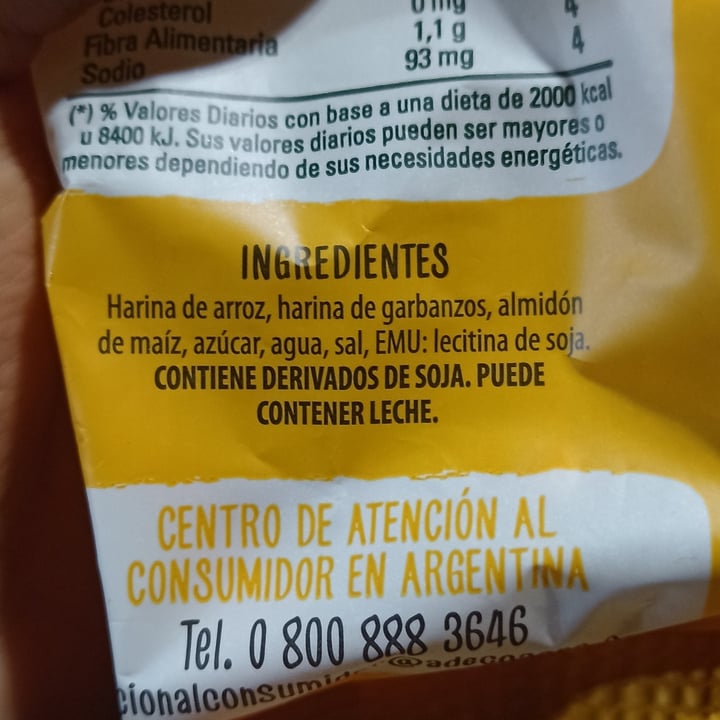 Colesterol 0 mg
Fibra Alimentaria 1,1 g 4
Sodio 93 mg 4
(*) % Valores Diarios con base a una dieta de 2000 kcal
u 8400 kJ. Sus valores diarios pueden ser mayores o
menores dependiendo de sus necesidades energéticas.
INGREDIENTES
Harina de arroz, harina de garbanzos, almidón
de maíz, azúcar, agua, sal, EMU: lecitina de soja.
CONTIENE DERIVADOS DE SOJA. PUEDE
CONTENER LECHE.
CENTRO DE ATENCIÓN AL
CONSUMIDOR EN ARGENTINA
Tel. 0 800 888 3646